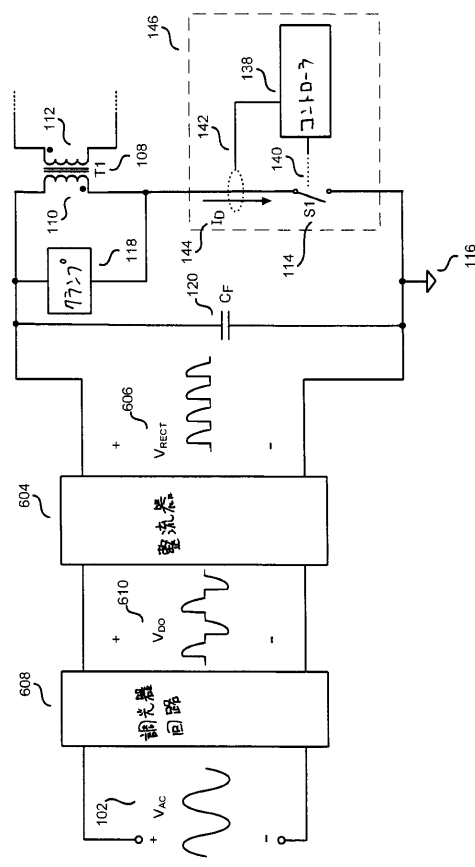 102
V_AC
+
-
608
調光器
回路
610
+
V_DO
-
604
整流器
606
+
V_RECT
-
120
C_F
クランプ
118
110
112
T1
108
144
I_D
142
146
138
コントローラ
140
S1
114
116